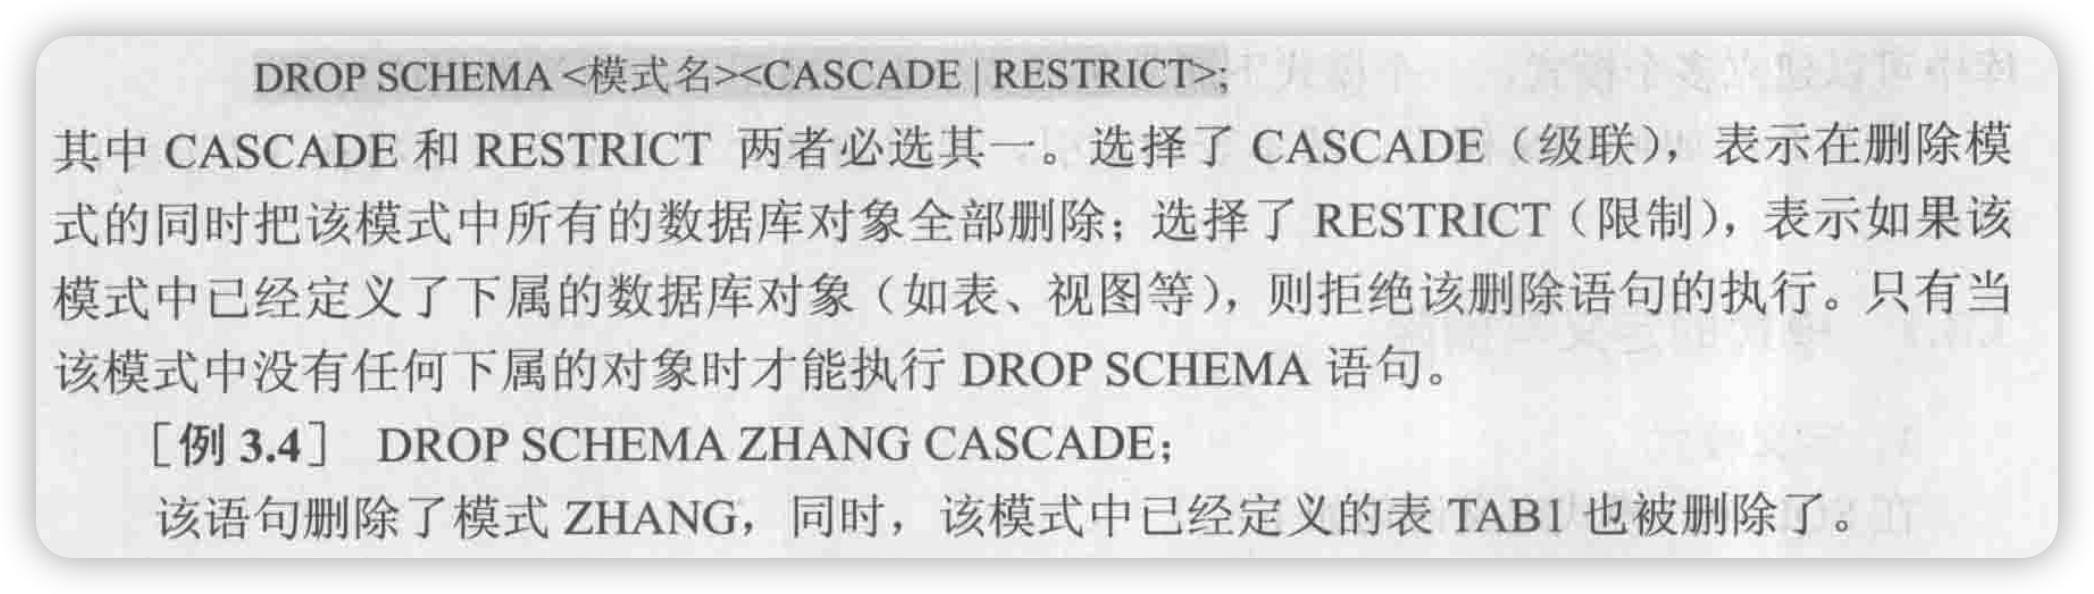 DROP SCHEMA <模式名><CASCADE | RESTRICT>;
其中 CASCADE 和 RESTRICT 两者必选其一。选择了 CASCADE（级联），表示在删除模
式的同时把该模式中所有的数据库对象全部删除；选择了 RESTRICT（限制），表示如果该
模式中已经定义了下属的数据库对象（如表、视图等），则拒绝该删除语句的执行。只有当
该模式中没有任何下属的对象时才能执行 DROP SCHEMA 语句。
［例 3.4］ DROP SCHEMA ZHANG CASCADE；
该语句删除了模式 ZHANG，同时，该模式中已经定义的表 TAB1 也被删除了。